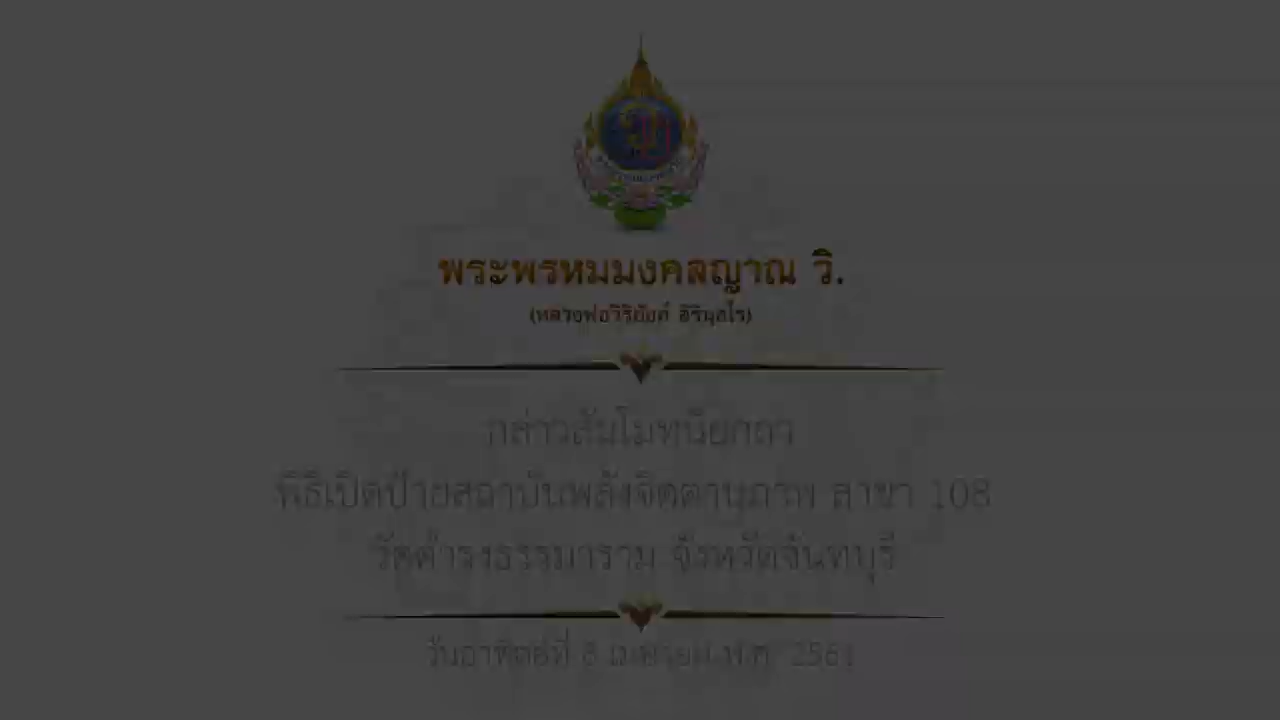 พระพรหมมงคลญาณ วิ.
(หลวงพ่อวิริยังค์ สิรินฺธโร)
กล่าวสัมโมทนียกถา
พิธีเปิดป้ายสถาบันพลังจิตตานุภาพ สาขา 108
วัดดำรงธรรมาราม จังหวัดจันทบุรี
วันอาทิตย์ที่ 8 เมษายน พ.ศ. 2561